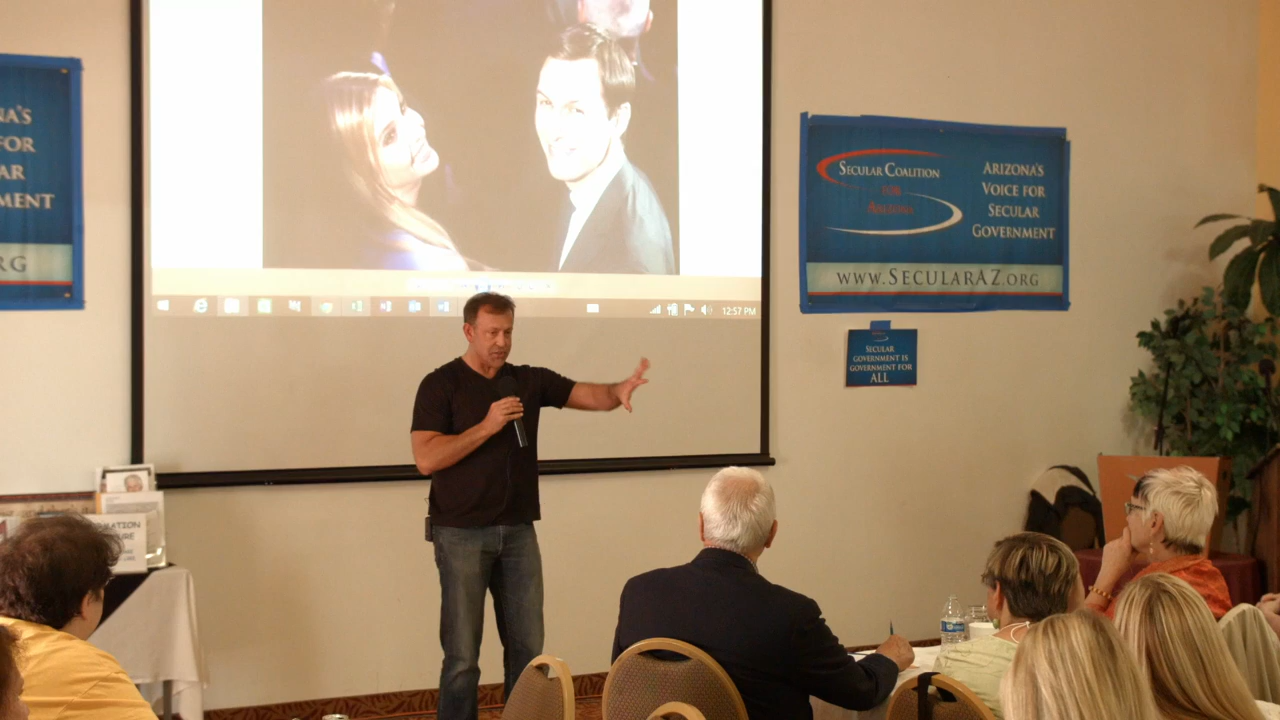 NA'S
FOR
AR
MENT
RG
12:57 PM
SECULAR COALITION
FOR
ARIZONA
ARIZONA'S
VOICE FOR
SECULAR
GOVERNMENT
WWW.SECULARAZ.ORG
SECULAR
GOVERNMENT IS
GOVERNMENT FOR
ALL